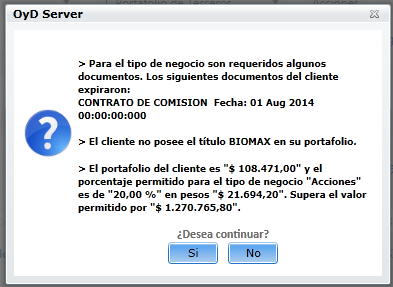 OyD Server
> Para el tipo de negocio son requeridos algunos
documentos. Los siguientes documentos del cliente
expiraron:
CONTRATO DE COMISION  Fecha: 01 Aug 2014
00:00:00:000
> El cliente no posee el título BIOMAX en su portafolio.
> El portafolio del cliente es "$ 108.471,00" y el
porcentaje permitido para el tipo de negocio "Acciones"
es de "20,00 %" en pesos "$ 21.694,20". Supera el valor
permitido por "$ 1.270.765,80".
¿Desea continuar?
Si No